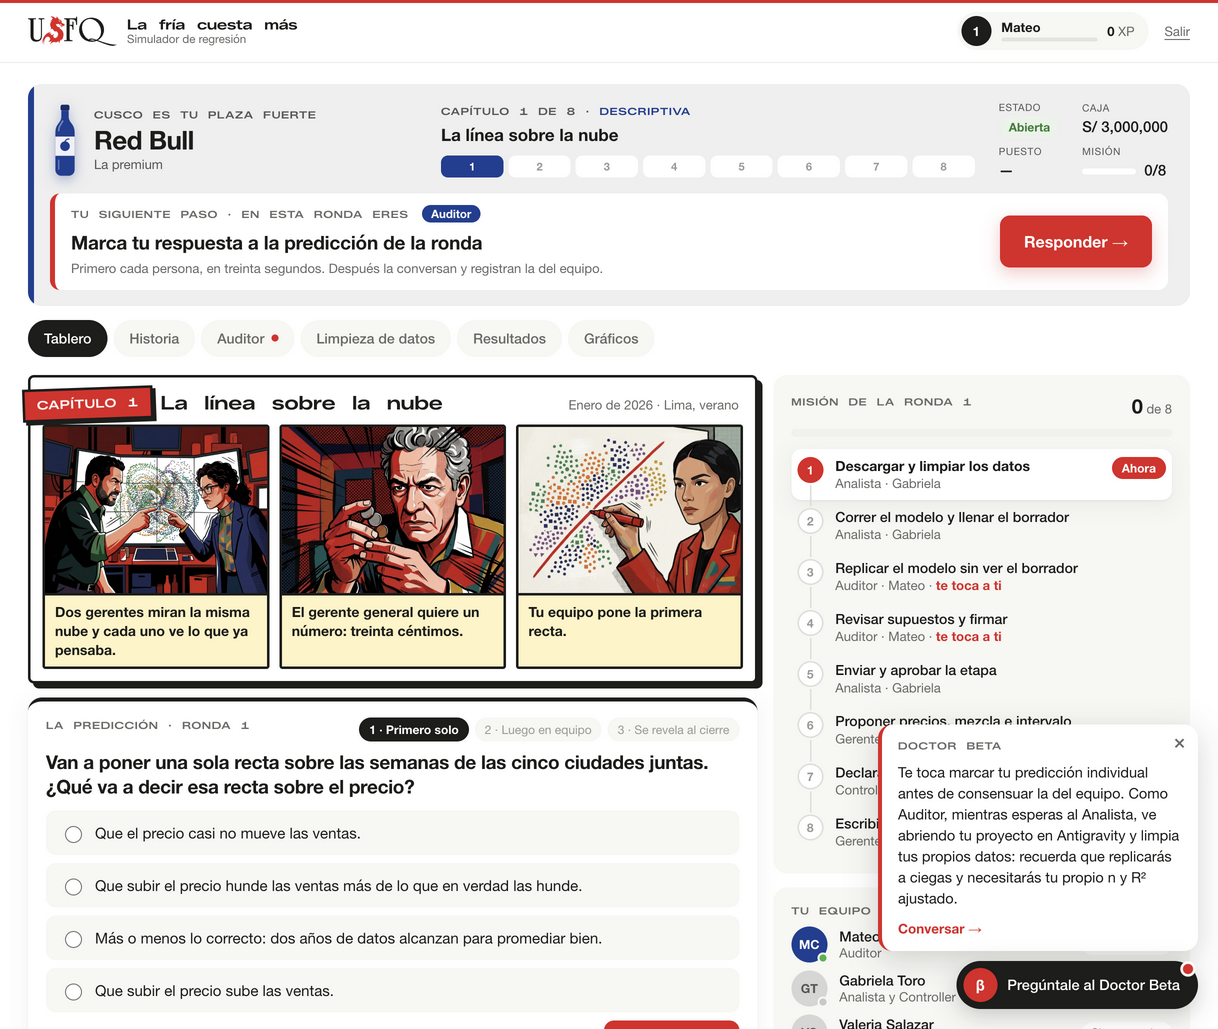 USFQ
La fría cuesta más
Simulador de regresión
1
Mateo
0 XP
Salir
CUSCO ES TU PLAZA FUERTE
Red Bull
La premium
CAPÍTULO 1 DE 8 · DESCRIPTIVA
La línea sobre la nube
1 2 3 4 5 6 7 8
ESTADO
Abierta
CAJA
S/ 3,000,000
PUESTO
—
MISIÓN
0/8
TU SIGUIENTE PASO · EN ESTA RONDA ERES Auditor
Marca tu respuesta a la predicción de la ronda
Primero cada persona, en treinta segundos. Después la conversan y registran la del equipo.
Responder →
Tablero
Historia
Auditor
Limpieza de datos
Resultados
Gráficos
CAPÍTULO 1
La línea sobre la nube
Enero de 2026 · Lima, verano
Dos gerentes miran la misma
nube y cada uno ve lo que ya
pensaba.
El gerente general quiere un
número: treinta céntimos.
Tu equipo pone la primera
recta.
LA PREDICCIÓN · RONDA 1
1 · Primero solo
2 · Luego en equipo
3 · Se revela al cierre
Van a poner una sola recta sobre las semanas de las cinco ciudades juntas.
¿Qué va a decir esa recta sobre el precio?
Que el precio casi no mueve las ventas.
Que subir el precio hunde las ventas más de lo que en verdad las hunde.
Más o menos lo correcto: dos años de datos alcanzan para promediar bien.
Que subir el precio sube las ventas.
MISIÓN DE LA RONDA 1
0 de 8
1
Descargar y limpiar los datos
Analista · Gabriela
Ahora
2
Correr el modelo y llenar el borrador
Analista · Gabriela
3
Replicar el modelo sin ver el borrador
Auditor · Mateo · te toca a ti
4
Revisar supuestos y firmar
Auditor · Mateo · te toca a ti
5
Enviar y aprobar la etapa
Analista · Gabriela
6
Proponer precios, mezcla e intervalo
7
8
TU EQUIPO
MC
Mateo
Auditor
GT
Gabriela Toro
Analista y Controller
Valeria Salazar
DOCTOR BETA
✕
Te toca marcar tu predicción individual
antes de consensuar la del equipo. Como
Auditor, mientras esperas al Analista, ve
abriendo tu proyecto en Antigravity y limpia
tus propios datos: recuerda que replicarás
a ciegas y necesitarás tu propio n y R²
ajustado.
Conversar →
β
Pregúntale al Doctor Beta